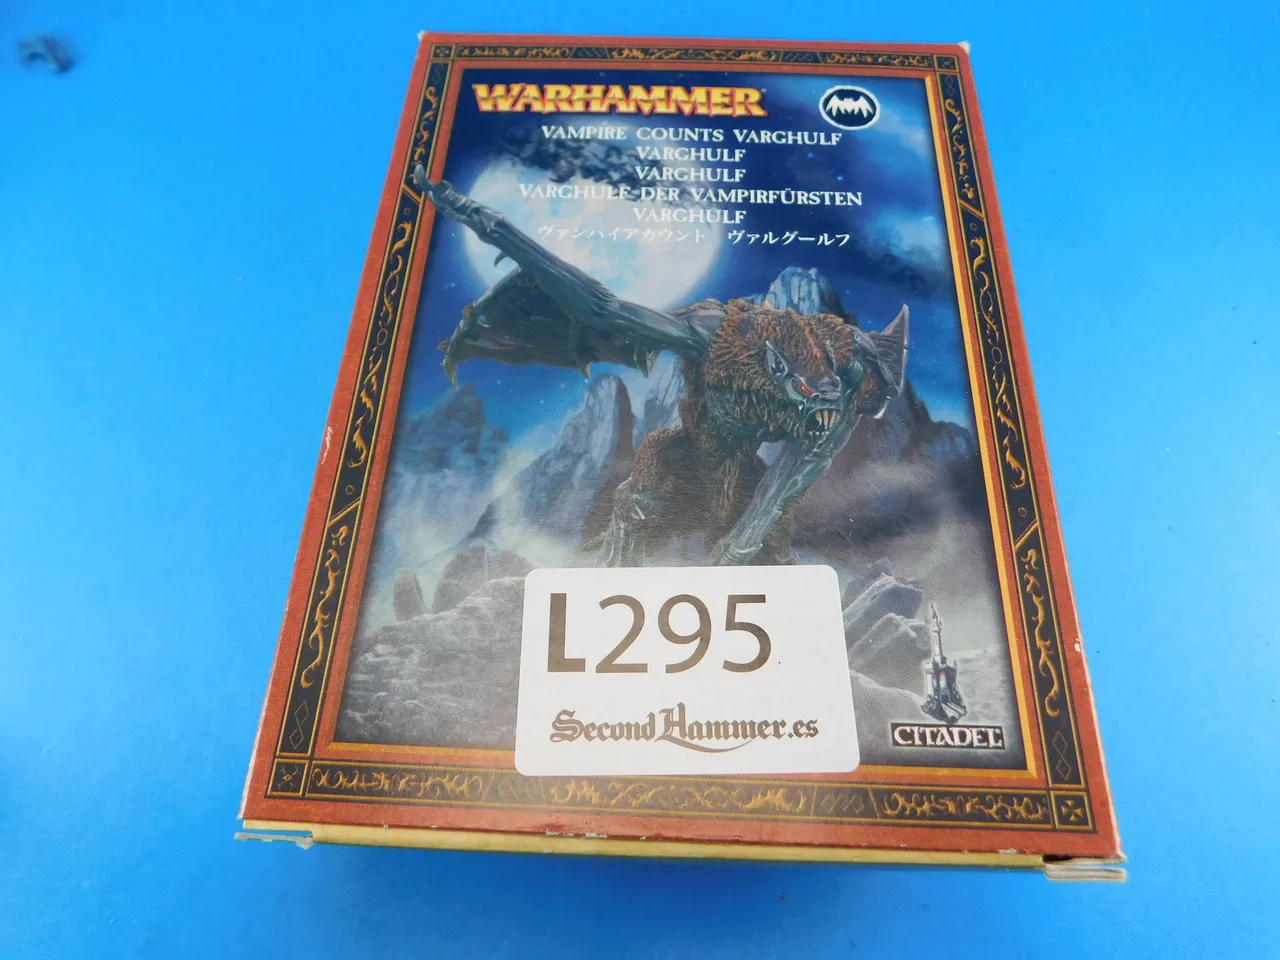 WARHAMMER
VAMPIRE COUNTS VARGHULF
VARGHULF
VARGHULF
VARGHULF DER VAMPIRFÜRSTEN
VARGHULF
ヴァンパイアカウント ヴァルグールフ
L295
SecondHammer.es
CITADEL